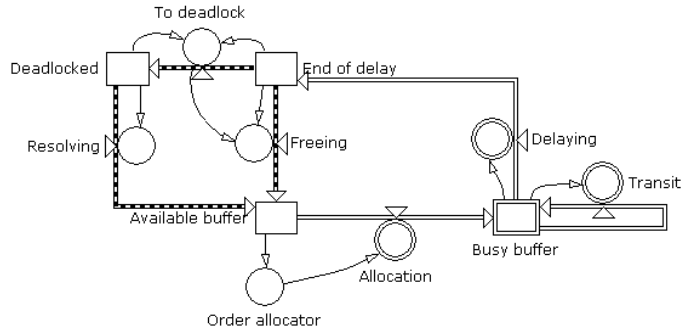 To deadlock
Deadlocked
End of delay
Resolving
Freeing
Delaying
Transit
Available buffer
Busy buffer
Allocation
Order allocator